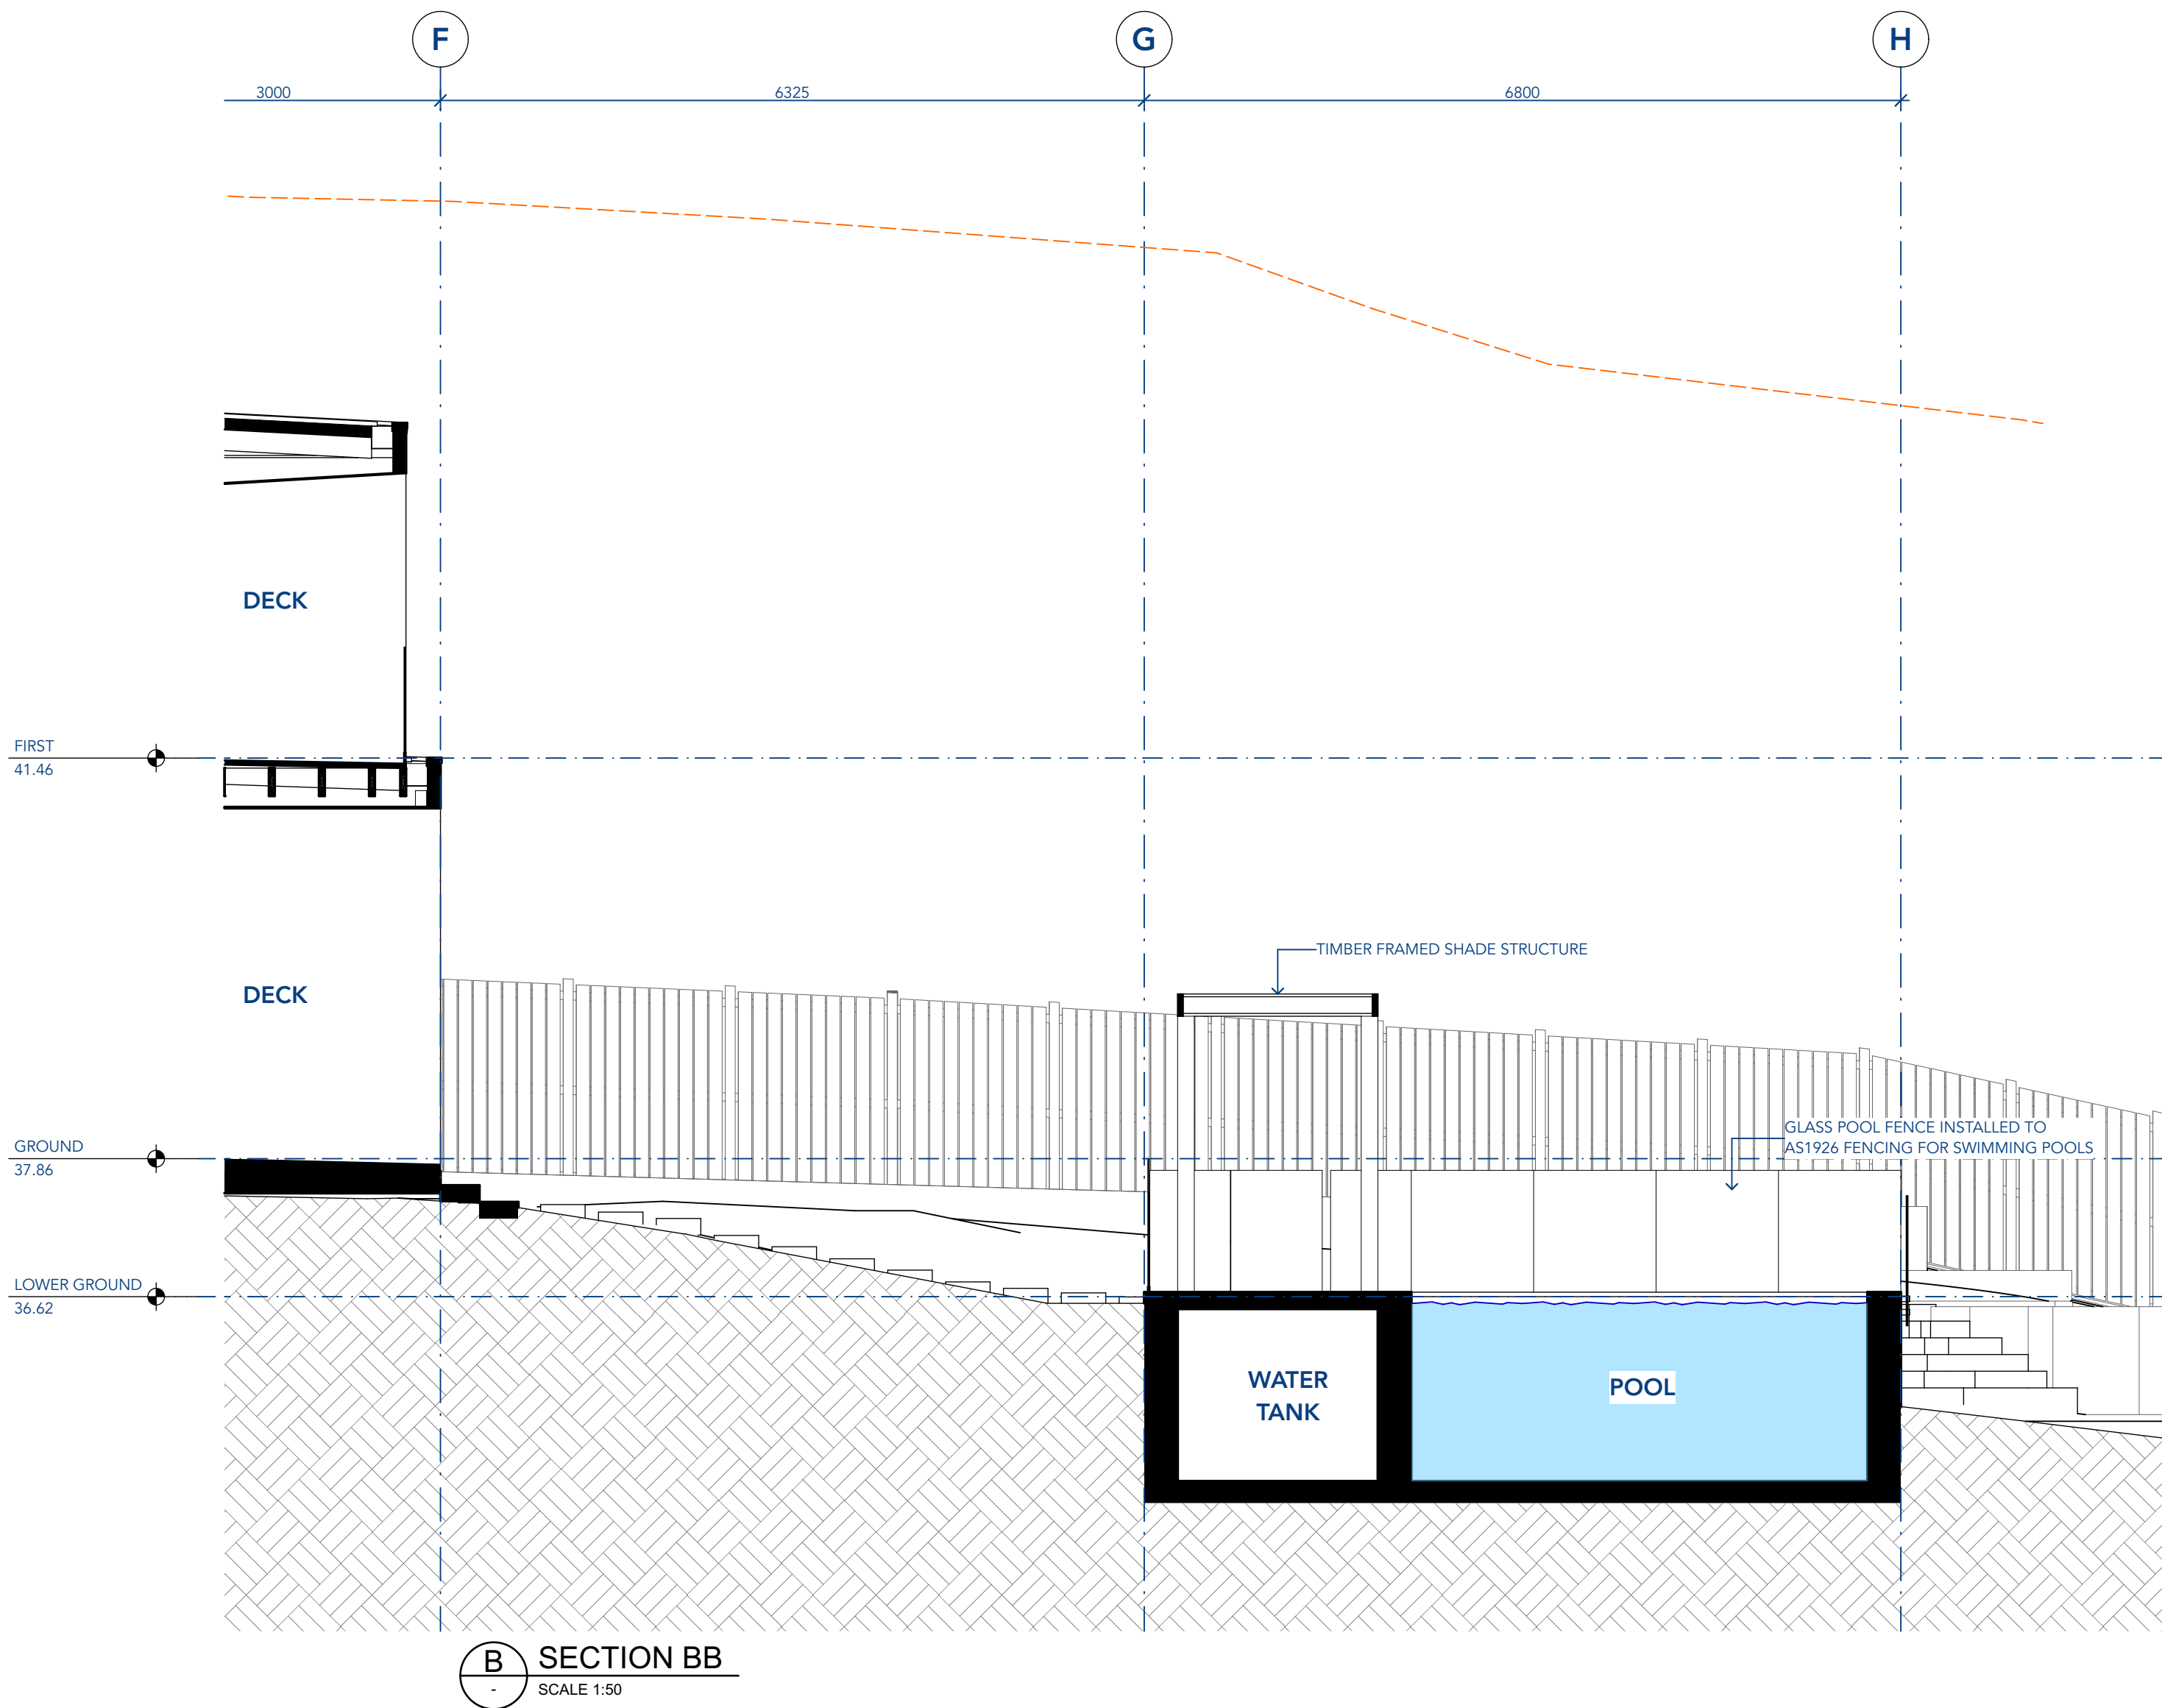 F
G
H
3000
6325
6800
DECK
FIRST
41.46
TIMBER FRAMED SHADE STRUCTURE
DECK
GLASS POOL FENCE INSTALLED TO
AS1926 FENCING FOR SWIMMING POOLS
GROUND
37.86
LOWER GROUND
36.62
WATER
TANK
POOL
B
-
SECTION BB
SCALE 1:50